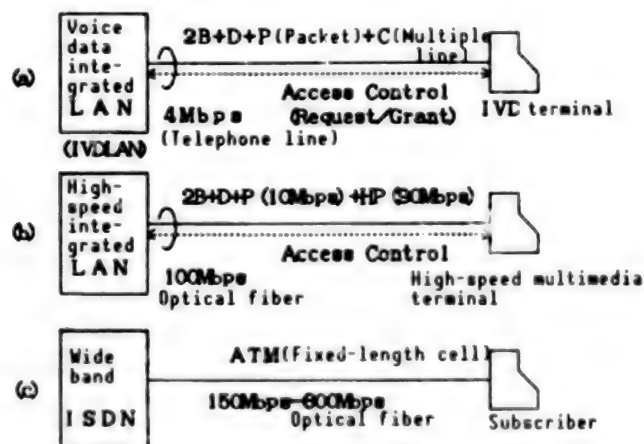 (a)
Voice
data
inte-
grated
LAN
(IVDLAN)
2B+D+P(Packet)+C(Multiple
line)
Access Control
4Mbps (Request/Grant)
(Telephone line)
IVD terminal
(b)
High-
speed
integrated
LAN
2B+D+P (10Mbps) +HP (90Mbps)
Access Control
100Mbps
Optical fiber
High-speed multimedia
terminal
(c)
Wide
band
ISDN
ATM(Fixed-length cell)
150Mbps-600Mbps
Optical fiber
Subscriber